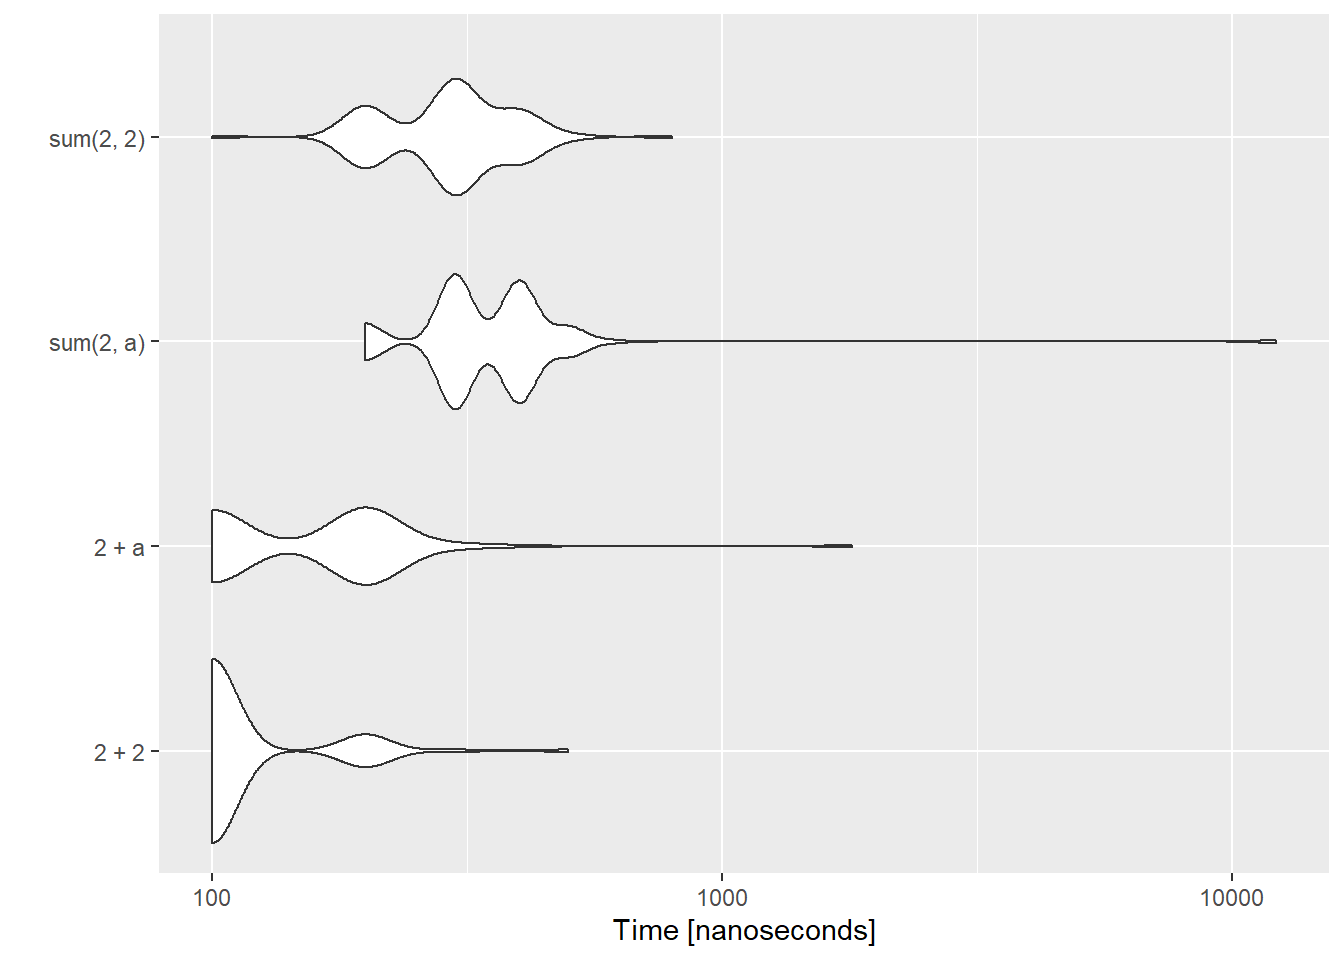 sum(2, 2)
sum(2, a)
2 + a
2 + 2
100
1000
10000
Time [nanoseconds]